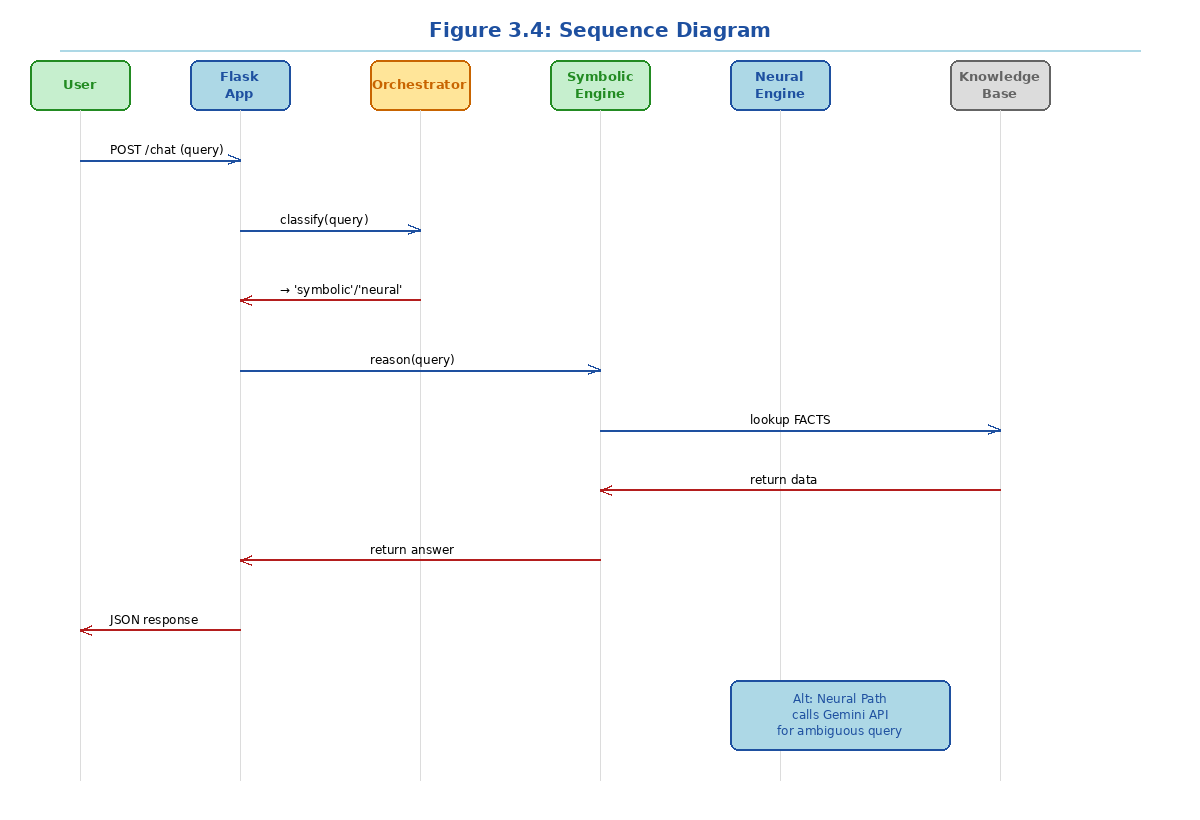 Figure 3.4: Sequence Diagram
User
Flask
App
Orchestrator
Symbolic
Engine
Neural
Engine
Knowledge
Base
POST /chat (query)
classify(query)
→ 'symbolic'/'neural'
reason(query)
lookup FACTS
return data
return answer
JSON response
Alt: Neural Path
calls Gemini API
for ambiguous query